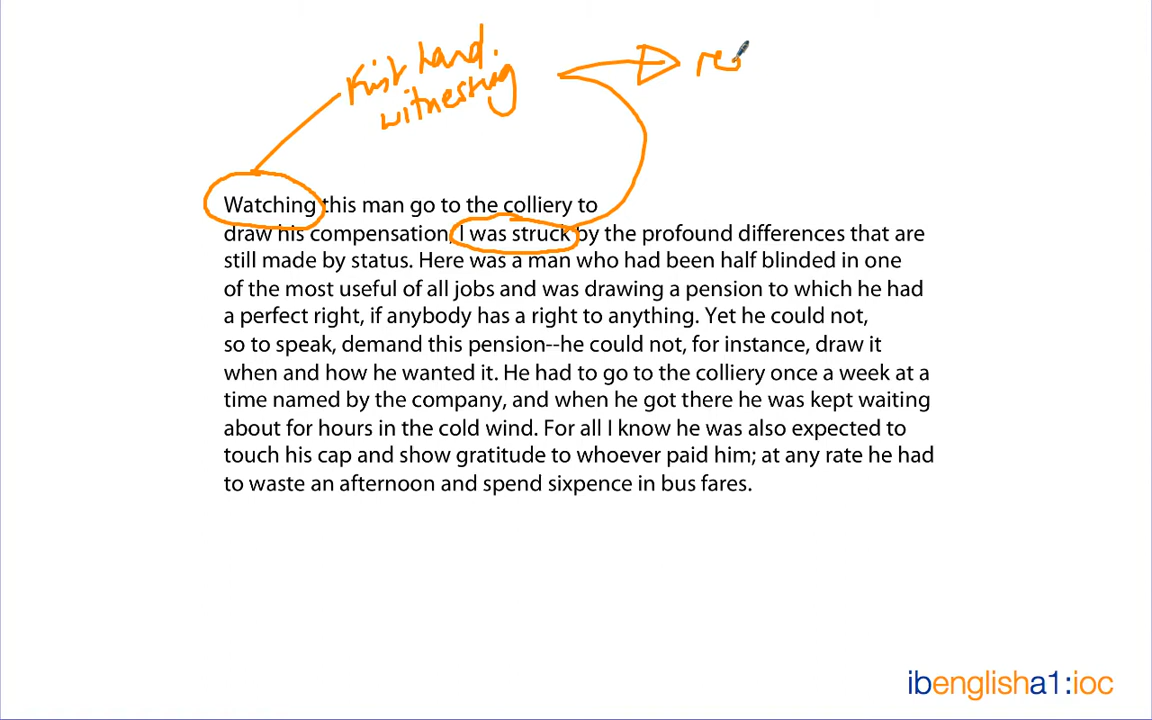 First hand.
witnessing
re
Watching this man go to the colliery to
draw his compensation, I was struck by the profound differences that are
still made by status. Here was a man who had been half blinded in one
of the most useful of all jobs and was drawing a pension to which he had
a perfect right, if anybody has a right to anything. Yet he could not,
so to speak, demand this pension--he could not, for instance, draw it
when and how he wanted it. He had to go to the colliery once a week at a
time named by the company, and when he got there he was kept waiting
about for hours in the cold wind. For all I know he was also expected to
touch his cap and show gratitude to whoever paid him; at any rate he had
to waste an afternoon and spend sixpence in bus fares.
ibenglisha1:ioc